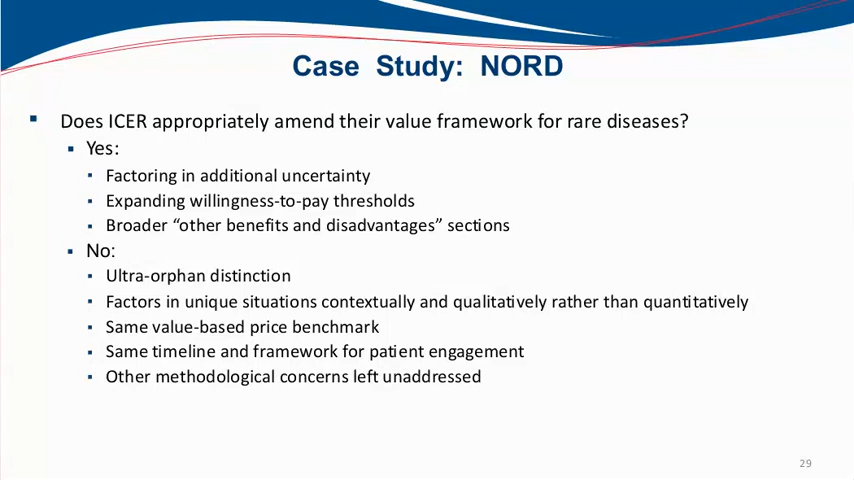 Case Study: NORD
Does ICER appropriately amend their value framework for rare diseases?
Yes:
Factoring in additional uncertainty
Expanding willingness-to-pay thresholds
Broader “other benefits and disadvantages” sections
No:
Ultra-orphan distinction
Factors in unique situations contextually and qualitatively rather than quantitatively
Same value-based price benchmark
Same timeline and framework for patient engagement
Other methodological concerns left unaddressed
29